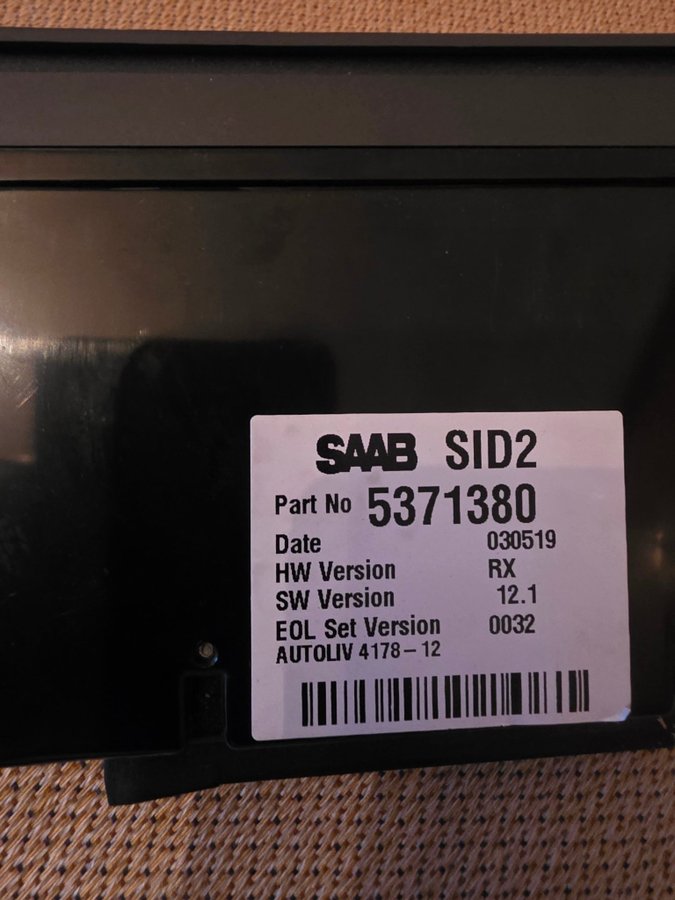 SAAB SID2
Part No 5371380
Date 030519
HW Version RX
SW Version 12.1
EOL Set Version 0032
AUTOLIV 4178-12